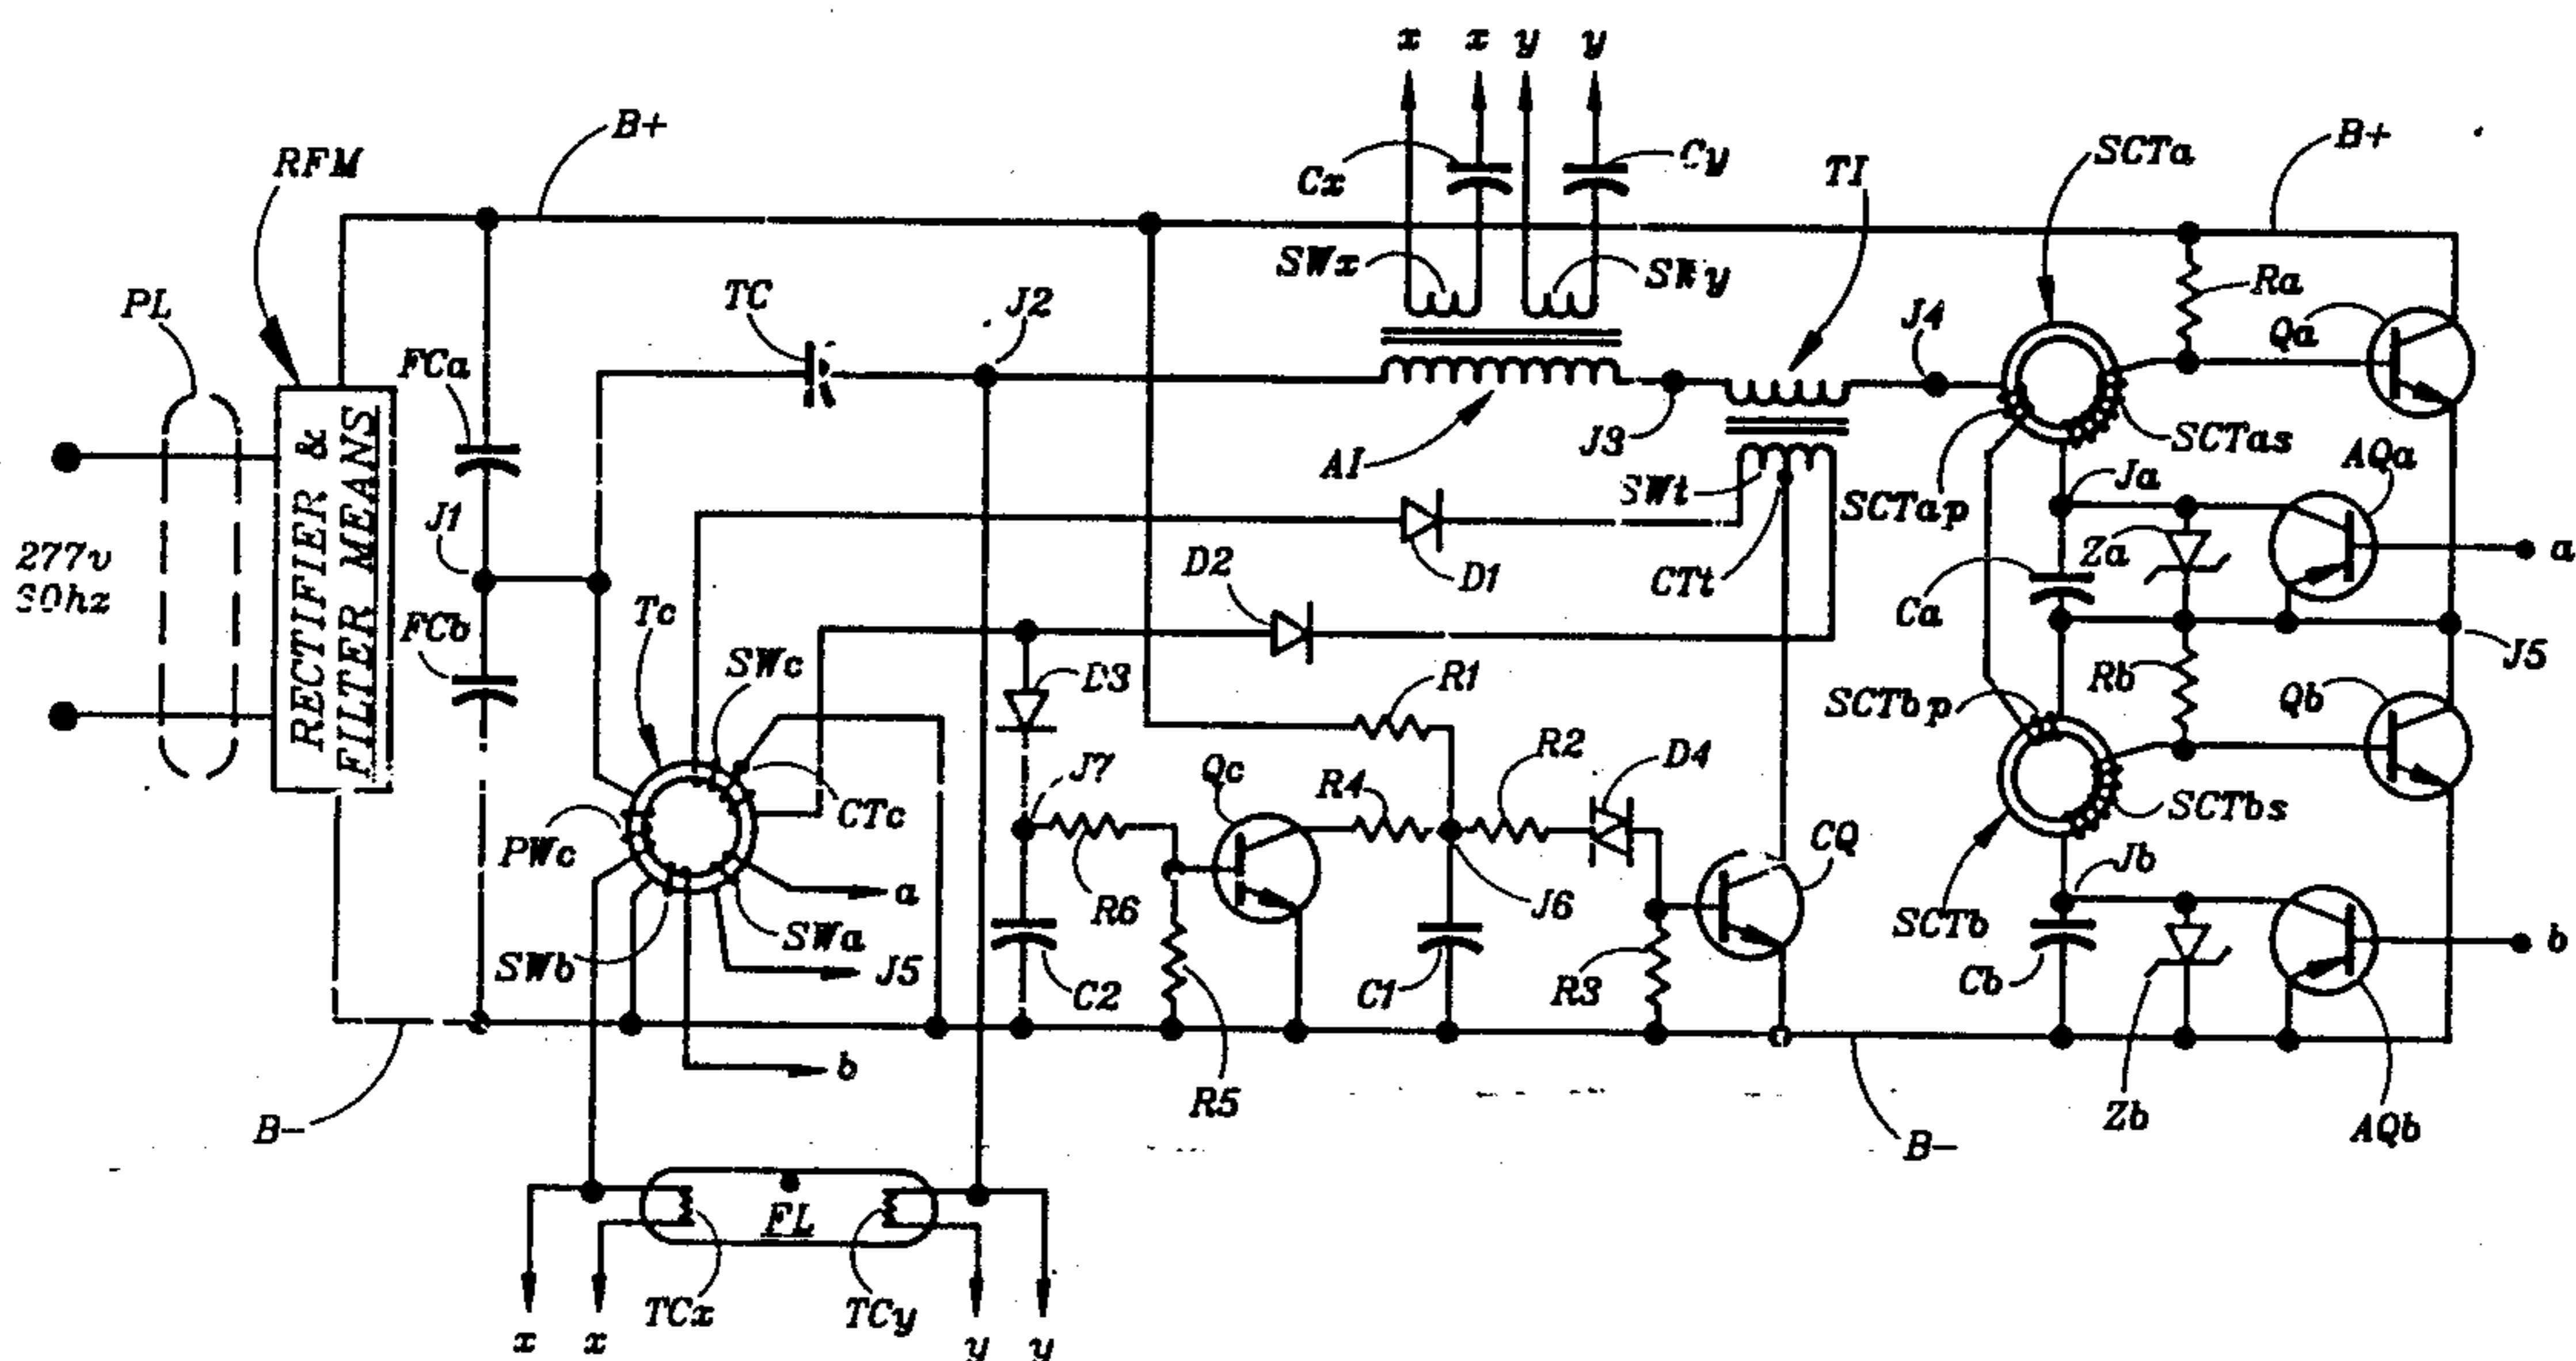 x x y y
B+
RFM
Cx
Cy
SCTa
B+
TI
PL
TC
J2
SWx
SWy
Ra
J4
Qa
FCa
RECTIFIER &
FILTER MEANS
J3
AI
SWt
SCTas
SCTap
Ja
AQa
J1
277v
60hz
D1
D2
CTt
Za
a
Ca
FCb
Tc
SWc
D3
R1
Rb
J5
SCTbp
Qb
J7
Qc
R4
R2
D4
CTc
PWc
CQ
SCTbs
a
R6
J6
Jb
SWb
SWa
J5
C2
C1
R3
SCTb
Cb
b
b
R5
B-
Zb
AQb
B-
FL
TCx
TCy
x x y y